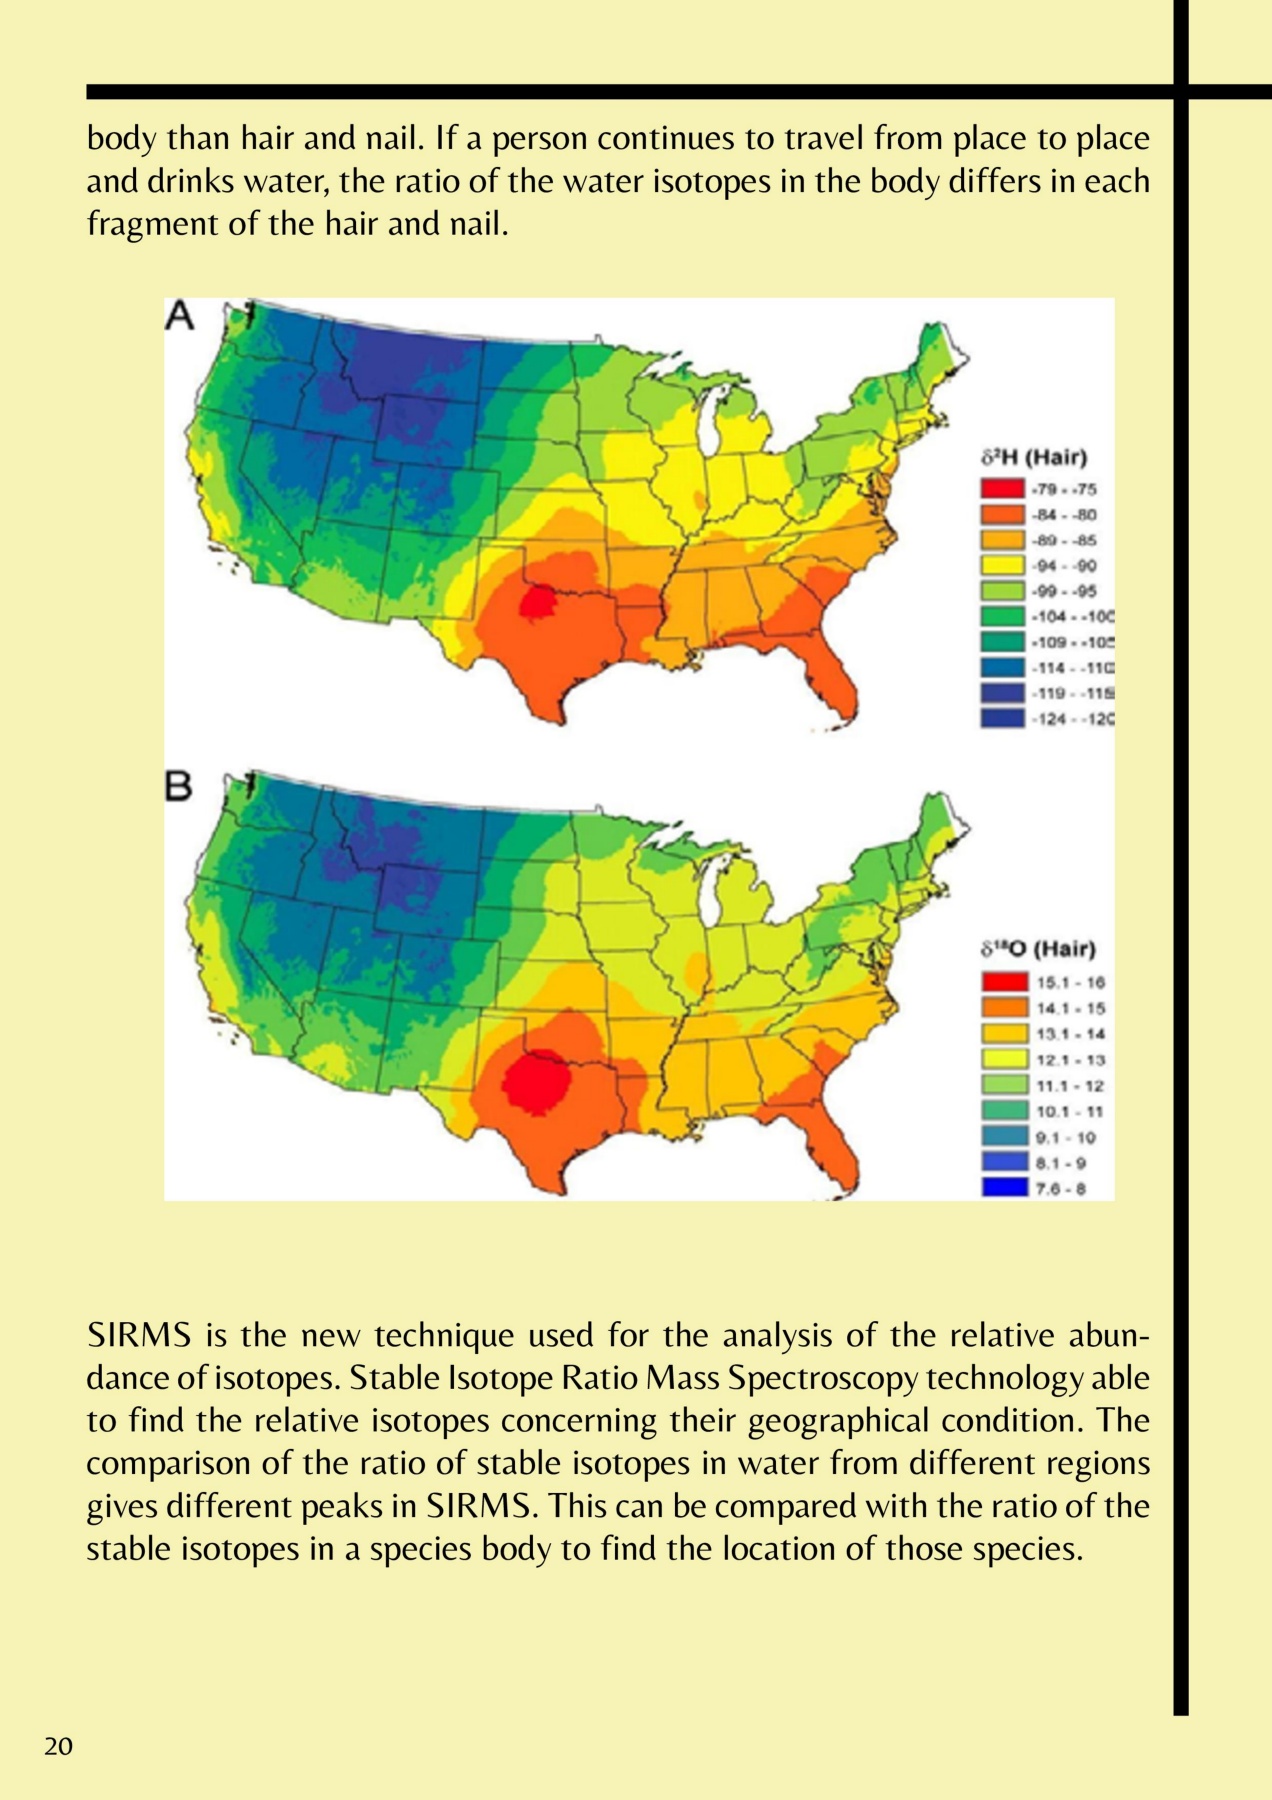 body than hair and nail. If a person continues to travel from place to place
and drinks water, the ratio of the water isotopes in the body differs in each
fragment of the hair and nail.
A
δ²H (Hair)
-79 - -75
-84 - -80
-89 - -85
-94 - -90
-99 - -95
-104 - -100
-109 - -105
-114 - -110
-119 - -115
-124 - -120
B
δ¹⁸O (Hair)
15.1 - 16
14.1 - 15
13.1 - 14
12.1 - 13
11.1 - 12
10.1 - 11
9.1 - 10
8.1 - 9
7.6 - 8
SIRMS is the new technique used for the analysis of the relative abun-
dance of isotopes. Stable Isotope Ratio Mass Spectroscopy technology able
to find the relative isotopes concerning their geographical condition. The
comparison of the ratio of stable isotopes in water from different regions
gives different peaks in SIRMS. This can be compared with the ratio of the
stable isotopes in a species body to find the location of those species.
20